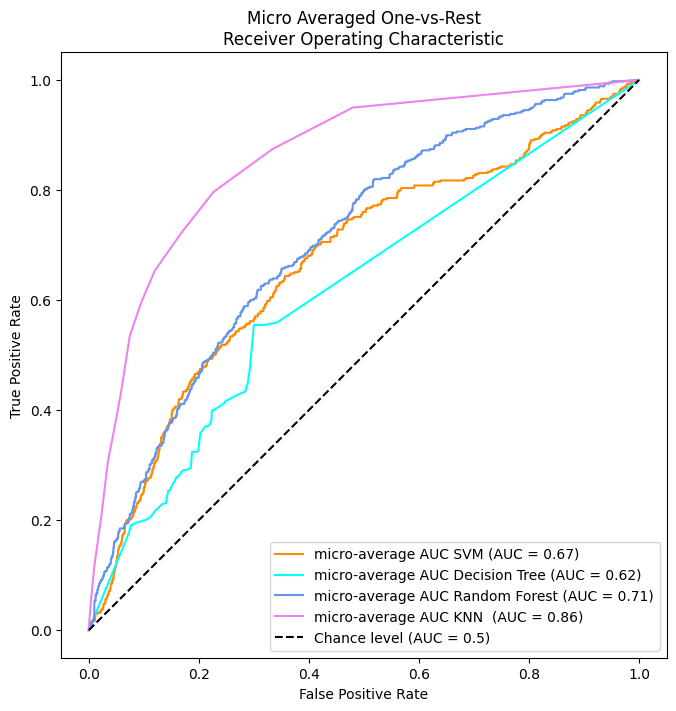 Micro Averaged One-vs-Rest
Receiver Operating Characteristic
True Positive Rate
1.0
0.8
0.6
0.4
0.2
0.0
micro-average AUC SVM (AUC = 0.67)
micro-average AUC Decision Tree (AUC = 0.62)
micro-average AUC Random Forest (AUC = 0.71)
micro-average AUC KNN  (AUC = 0.86)
Chance level (AUC = 0.5)
0.0 0.2 0.4 0.6 0.8 1.0
False Positive Rate